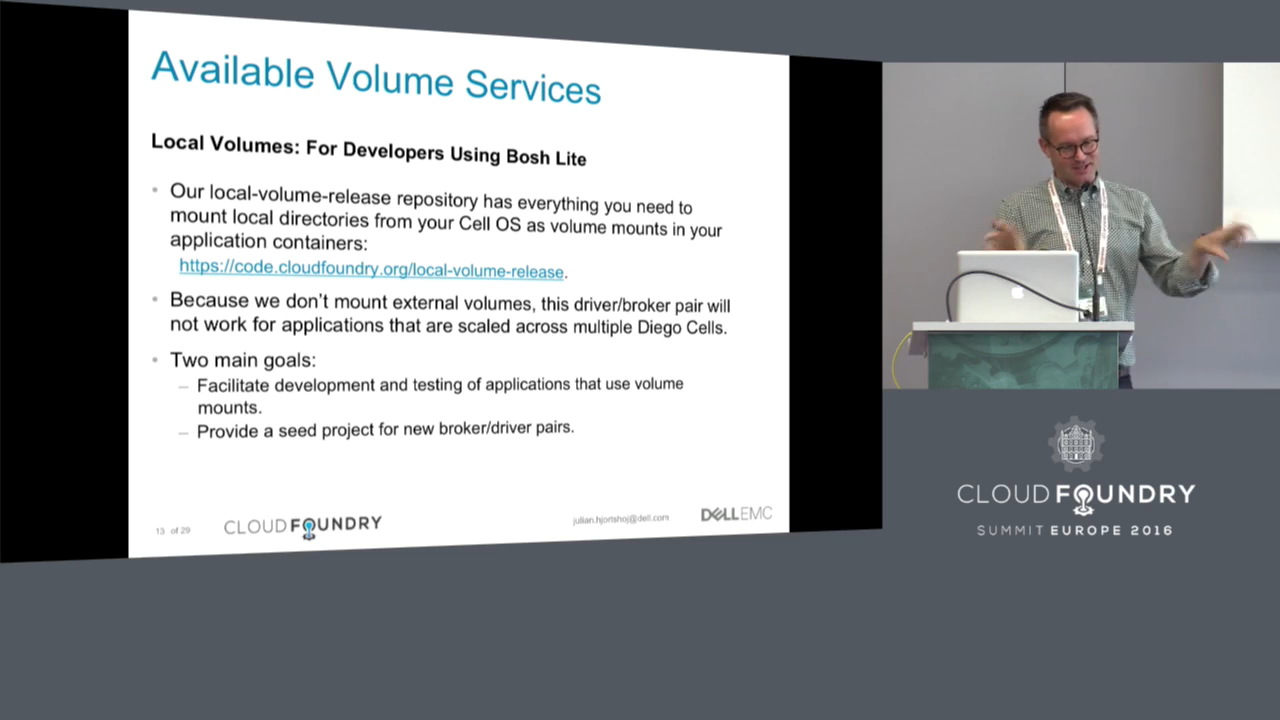 Available Volume Services
Local Volumes: For Developers Using Bosh Lite
• Our local-volume-release repository has everything you need to
mount local directories from your Cell OS as volume mounts in your
application containers:
https://code.cloudfoundry.org/local-volume-release.
• Because we don't mount external volumes, this driver/broker pair will
not work for applications that are scaled across multiple Diego Cells.
• Two main goals:
– Facilitate development and testing of applications that use volume
mounts.
– Provide a seed project for new broker/driver pairs.
13 of 29
CLOUDFOUNDRY
julian.hjortshoj@dell.com
DELLEMC
CLOUDFOUNDRY
SUMMIT EUROPE 2016